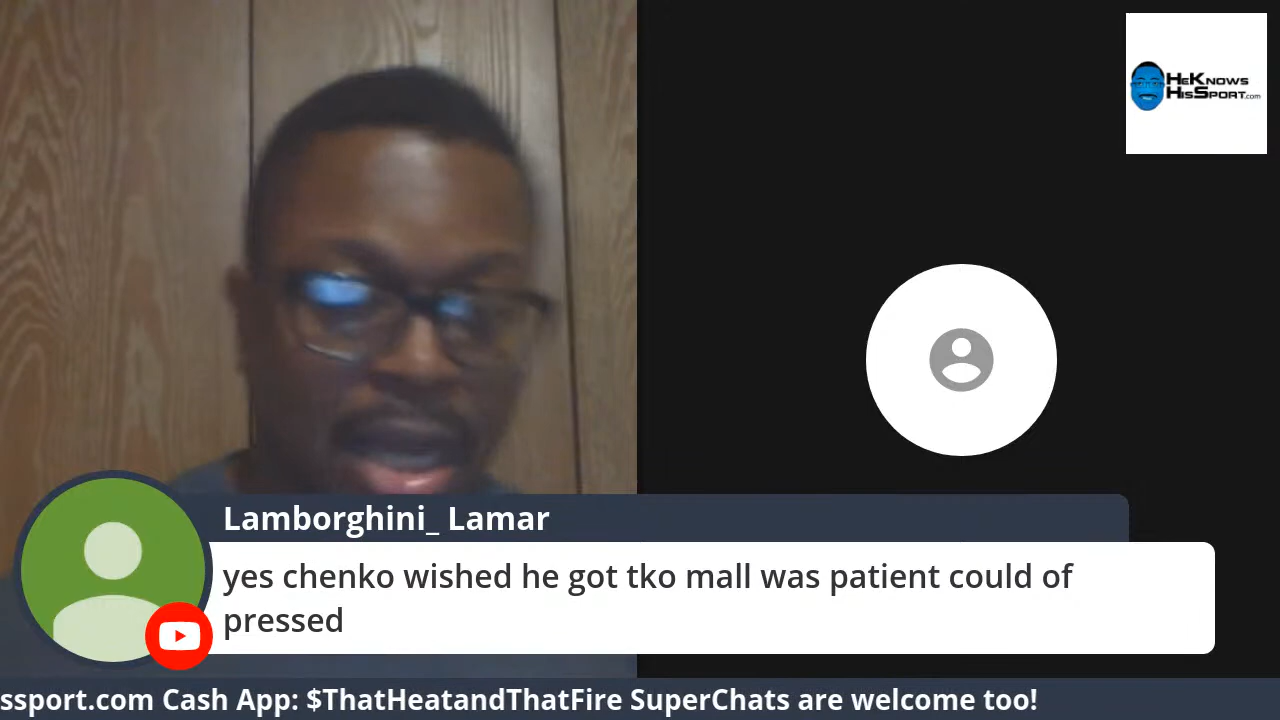 HEKNOWS
HISSPORT.com
Lamborghini_ Lamar
yes chenko wished he got tko mall was patient could of
pressed
ssport.com Cash App: $ThatHeatandThatFire SuperChats are welcome too!